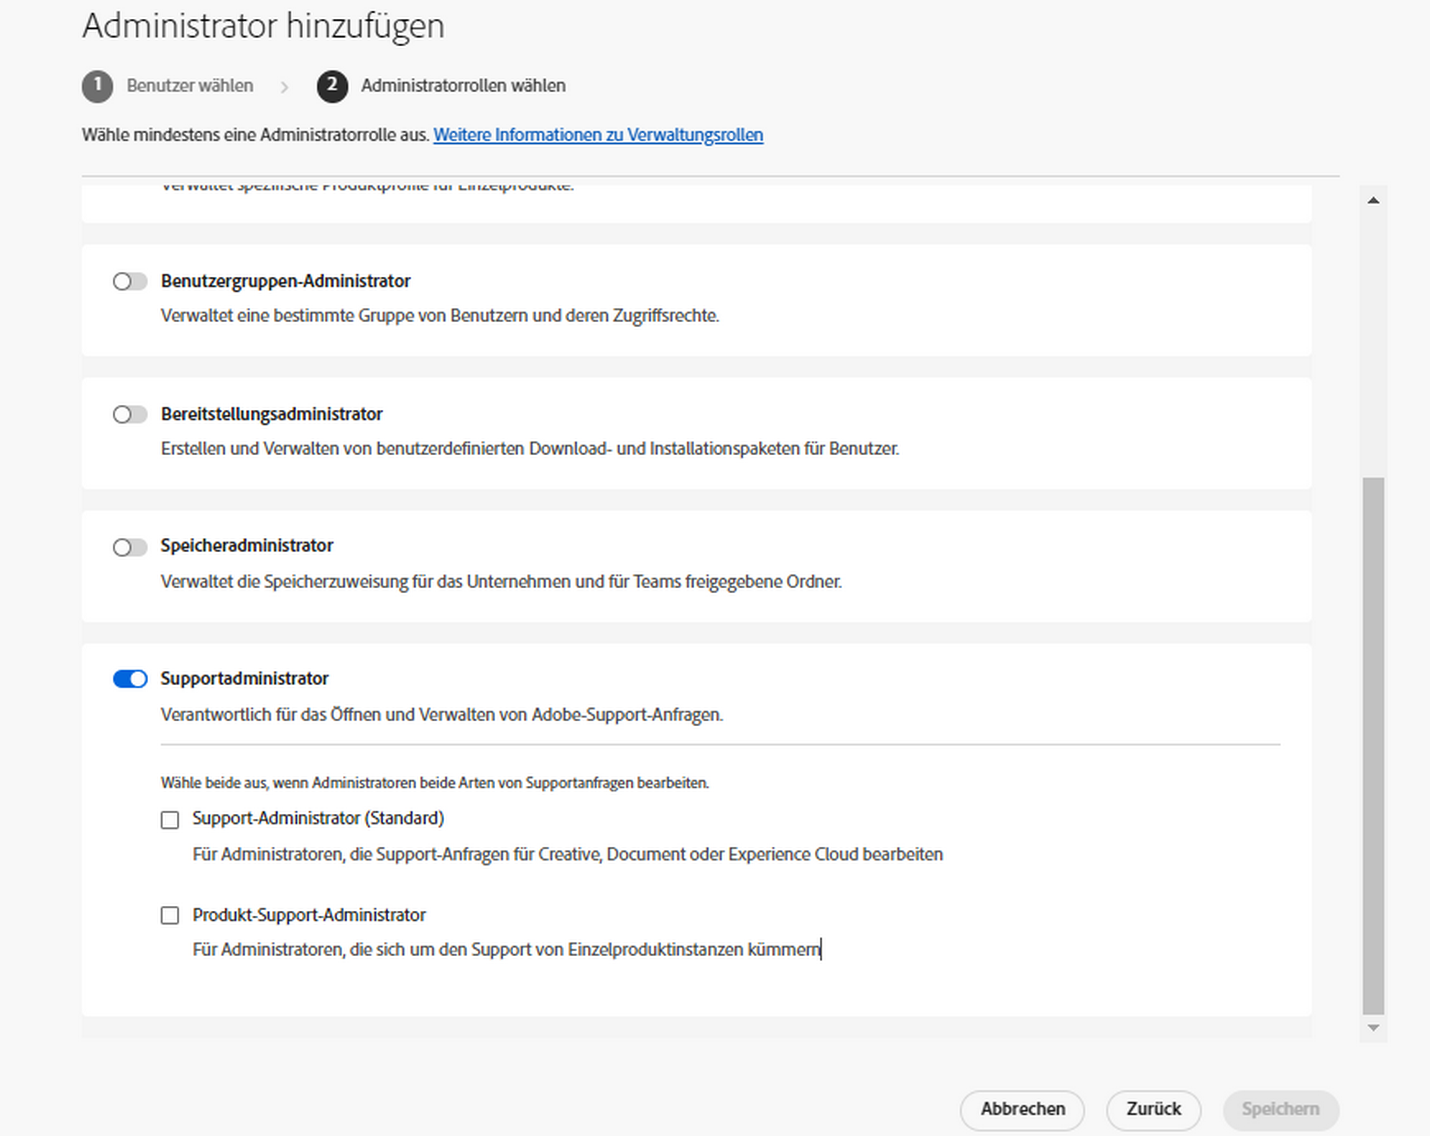 Administrator hinzufügen
1 Benutzer wählen > 2 Administratorrollen wählen
Wähle mindestens eine Administratorrolle aus. Weitere Informationen zu Verwaltungsrollen
Verwaltet spezifische Produktprofile für Einzelprodukte.
Benutzergruppen-Administrator
Verwaltet eine bestimmte Gruppe von Benutzern und deren Zugriffsrechte.
Bereitstellungsadministrator
Erstellen und Verwalten von benutzerdefinierten Download- und Installationspaketen für Benutzer.
Speicheradministrator
Verwaltet die Speicherzuweisung für das Unternehmen und für Teams freigegebene Ordner.
Supportadministrator
Verantwortlich für das Öffnen und Verwalten von Adobe-Support-Anfragen.
Wähle beide aus, wenn Administratoren beide Arten von Supportanfragen bearbeiten.
Support-Administrator (Standard)
Für Administratoren, die Support-Anfragen für Creative, Document oder Experience Cloud bearbeiten
Produkt-Support-Administrator
Für Administratoren, die sich um den Support von Einzelproduktinstanzen kümmern
Abbrechen Zurück Speichern